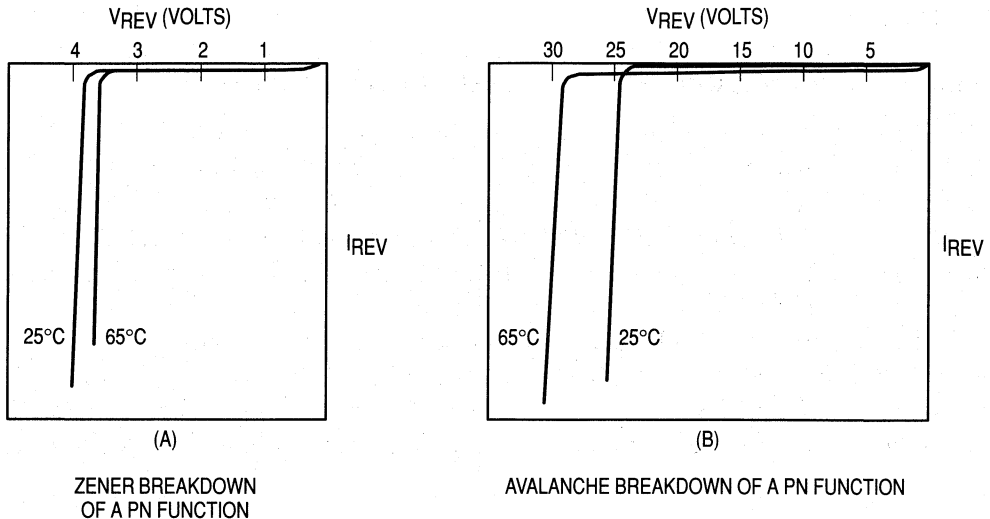 VREV (VOLTS)
4 3 2 1
IREV
25°C 65°C
(A)
ZENER BREAKDOWN
OF A PN FUNCTION
VREV (VOLTS)
30 25 20 15 10 5
IREV
65°C 25°C
(B)
AVALANCHE BREAKDOWN OF A PN FUNCTION